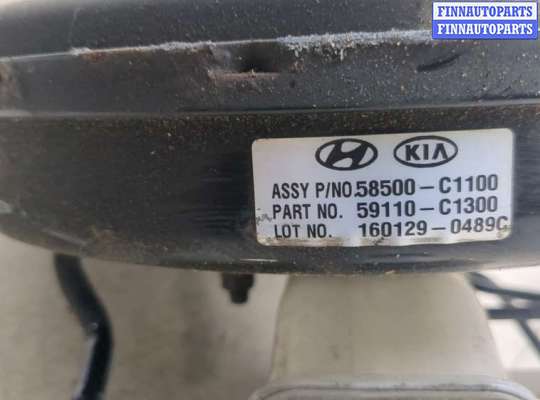 FINNAUTOPARTS
FINNAUTOPARTS
KIA
ASSY P/NO.58500-C1100
PART NO. 59110-C1300
LOT NO. 160129-0489C